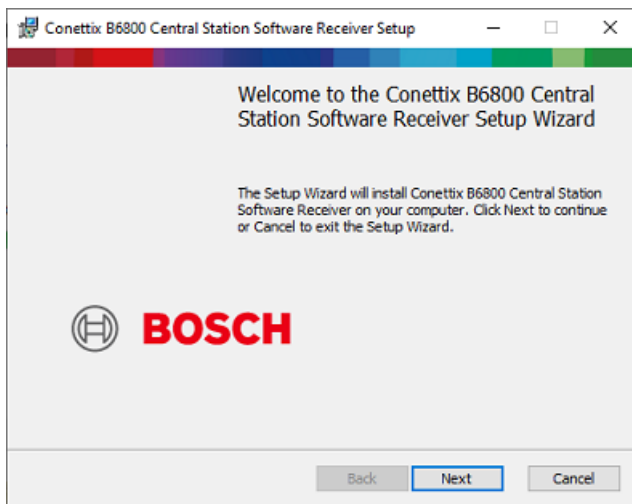 Conettix B6800 Central Station Software Receiver Setup
Welcome to the Conettix B6800 Central
Station Software Receiver Setup Wizard
The Setup Wizard will install Conettix B6800 Central Station
Software Receiver on your computer. Click Next to continue
or Cancel to exit the Setup Wizard.
BOSCH
Back
Next
Cancel